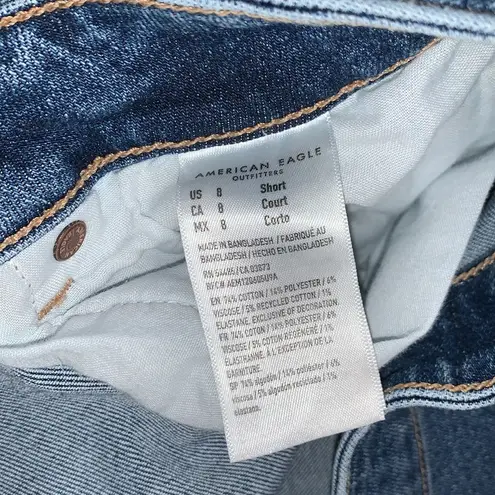 AMERICAN EAGLE
OUTFITTERS
US 8 Short
CA 8 Court
MX 8 Corto
MADE IN BANGLADESH / FABRIQUÉ AU
BANGLADESH / HECHO EN BANGLADESH
RN 54485/CA 03873
EN 74% COTTON / 14% POLYESTER / 6%
VISCOSE / 5% RECYCLED COTTON / 1%
ELASTANE. EXCLUSIVE OF DECORATION.
FR 74% COTON / 14% POLYESTER / 6%
VISCOSE / 5% COTON RÉGÉNÉRÉ / 1%
ÉLASTHANNE. À L'EXCEPTION DE LA
GARNITURE.
SP 74% algodón / 14% poliéster / 6%
viscosa / 5% algodón reciclado / 1%
elastano.